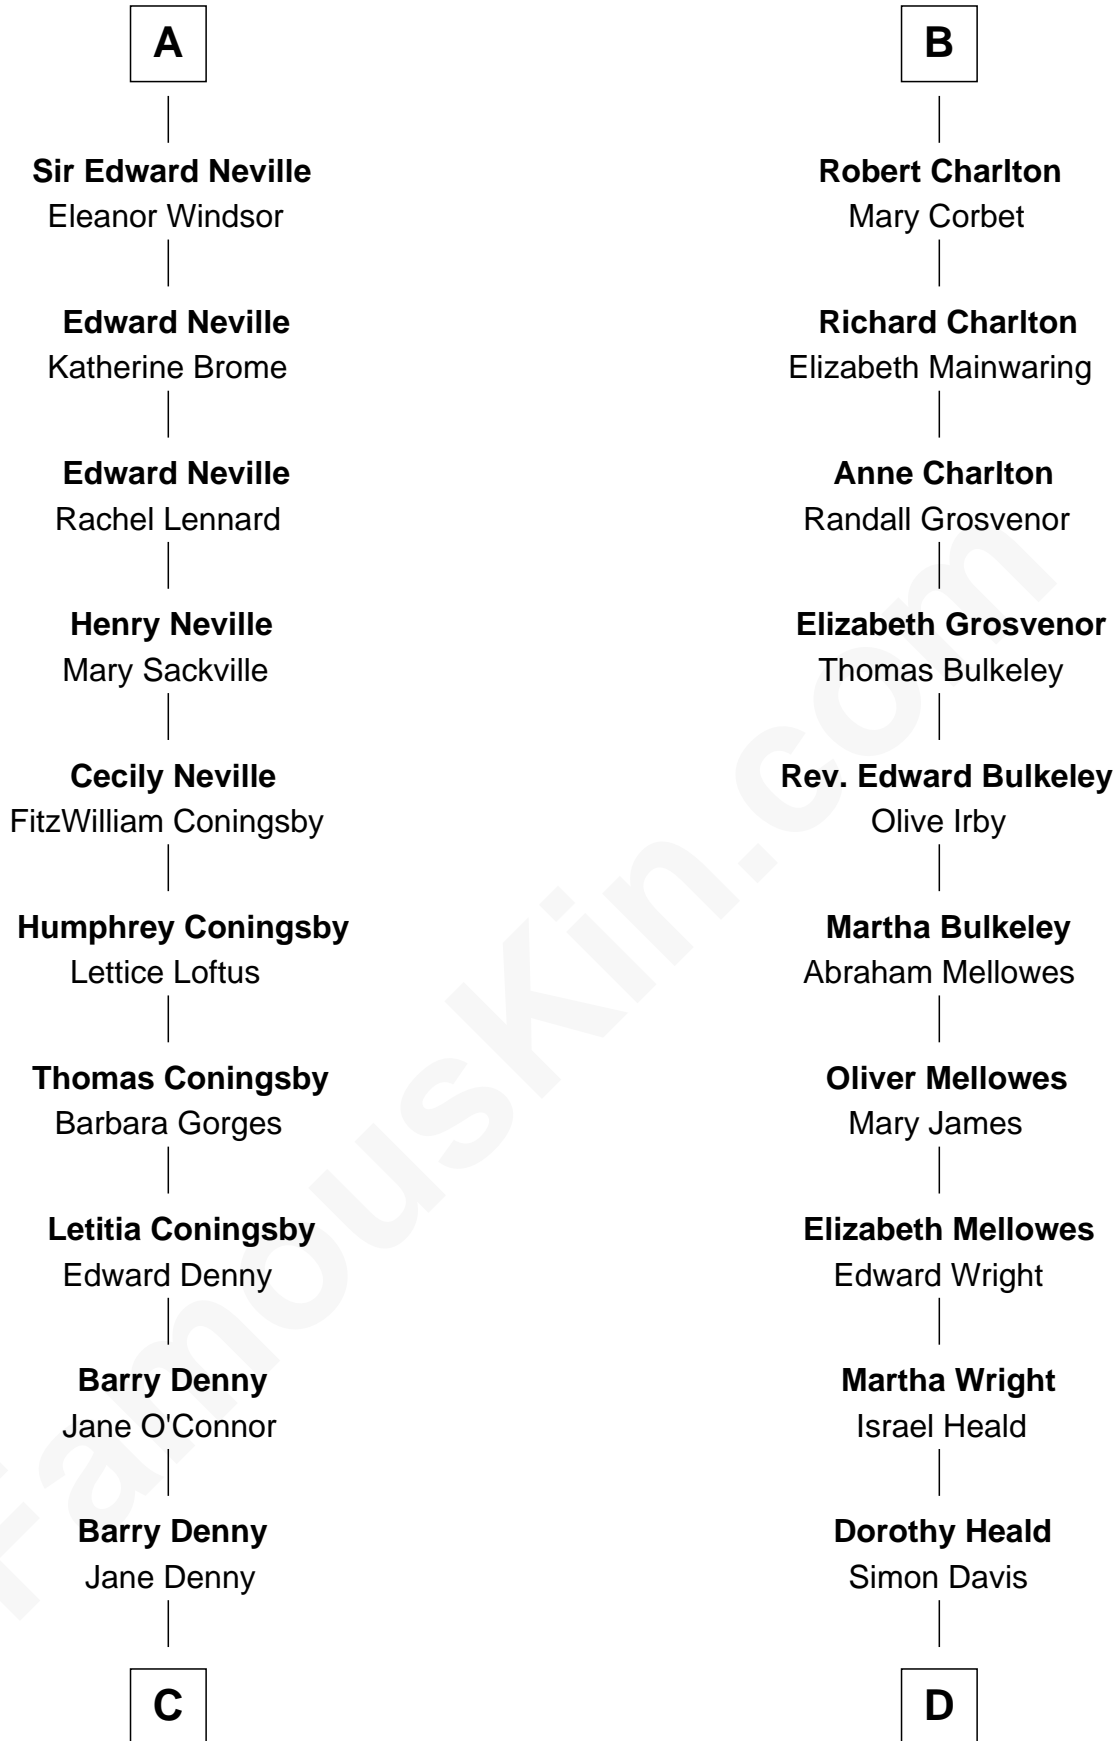 A
Sir Edward Neville
Eleanor Windsor
Edward Neville
Katherine Brome
Edward Neville
Rachel Lennard
Henry Neville
Mary Sackville
Cecily Neville
FitzWilliam Coningsby
Humphrey Coningsby
Lettice Loftus
Thomas Coningsby
Barbara Gorges
Letitia Coningsby
Edward Denny
Barry Denny
Jane O'Connor
Barry Denny
Jane Denny
C
B
Robert Charlton
Mary Corbet
Richard Charlton
Elizabeth Mainwaring
Anne Charlton
Randall Grosvenor
Elizabeth Grosvenor
Thomas Bulkeley
Rev. Edward Bulkeley
Olive Irby
Martha Bulkeley
Abraham Mellowes
Oliver Mellowes
Mary James
Elizabeth Mellowes
Edward Wright
Martha Wright
Israel Heald
Dorothy Heald
Simon Davis
D
FamousKin.com